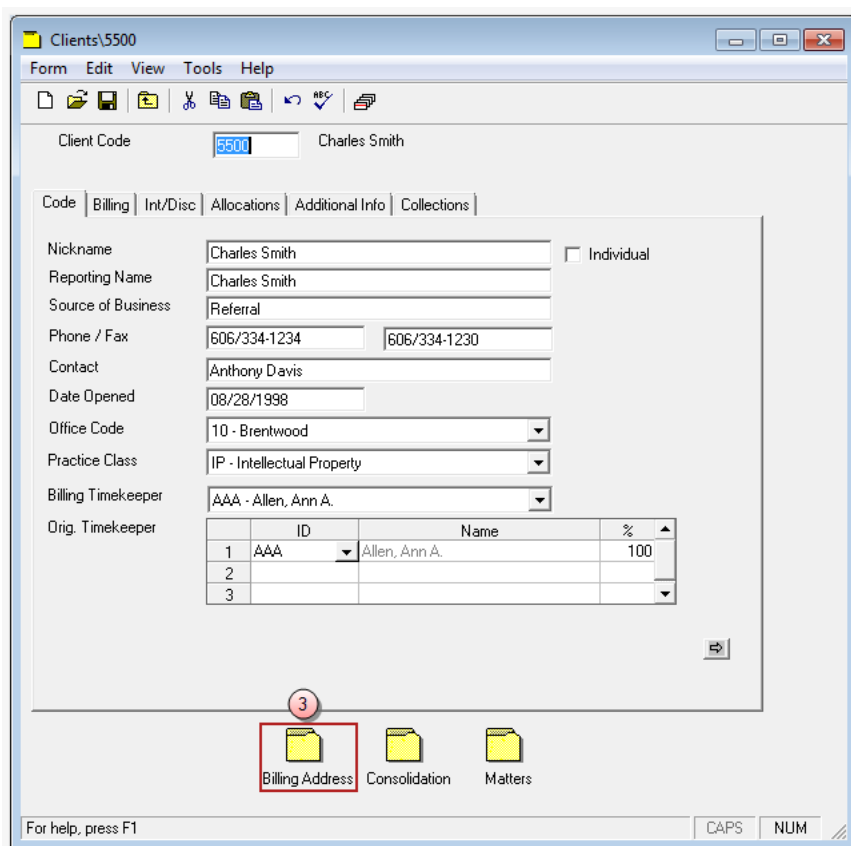 Clients\5500
Form Edit View Tools Help
ABC
Client Code 5500 Charles Smith
Code Billing Int/Disc Allocations Additional Info Collections
Nickname Charles Smith Individual
Reporting Name Charles Smith
Source of Business Referral
Phone / Fax 606/334-1234 606/334-1230
Contact Anthony Davis
Date Opened 08/28/1998
Office Code 10 - Brentwood
Practice Class IP - Intellectual Property
Billing Timekeeper AAA - Allen, Ann A.
Orig. Timekeeper ID Name %
1 AAA Allen, Ann A. 100
2
3
3
Billing Address Consolidation Matters
For help, press F1 CAPS NUM